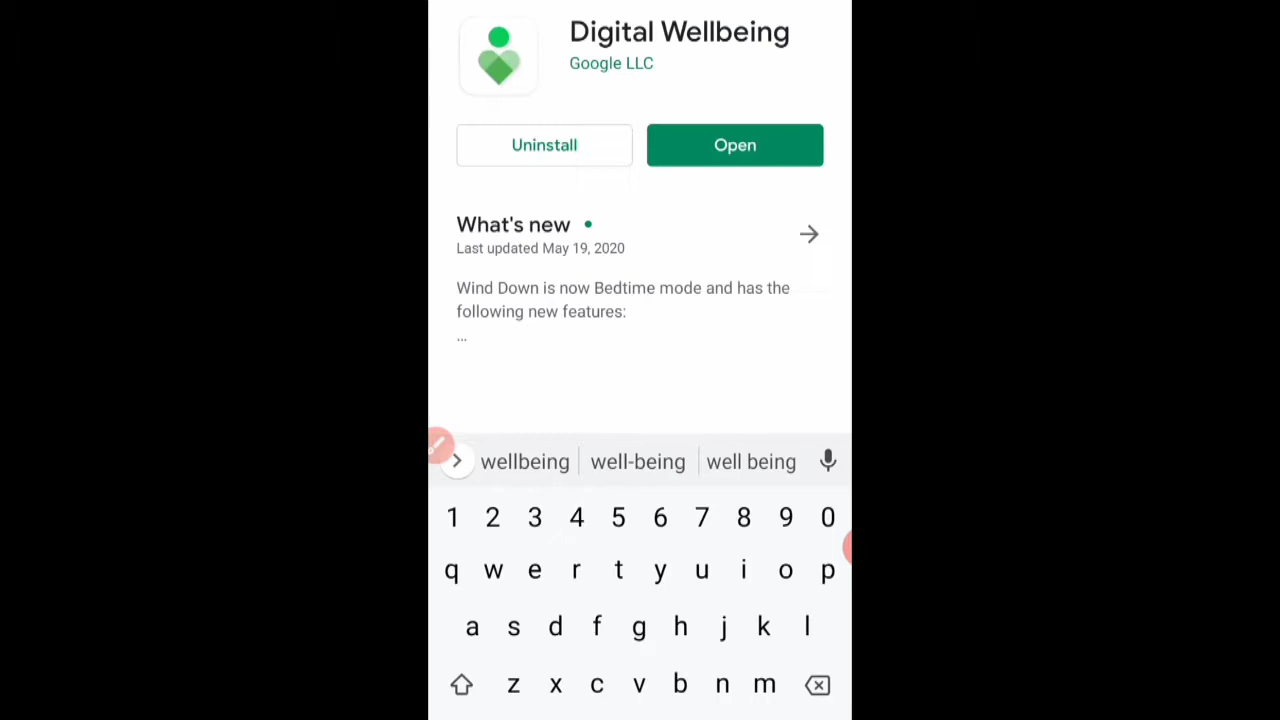 Digital Wellbeing
Google LLC
Uninstall Open
What's new
Last updated May 19, 2020
Wind Down is now Bedtime mode and has the
following new features:
...
wellbeing well-being well being
1 2 3 4 5 6 7 8 9 0
q w e r t y u i o p
a s d f g h j k l
z x c v b n m